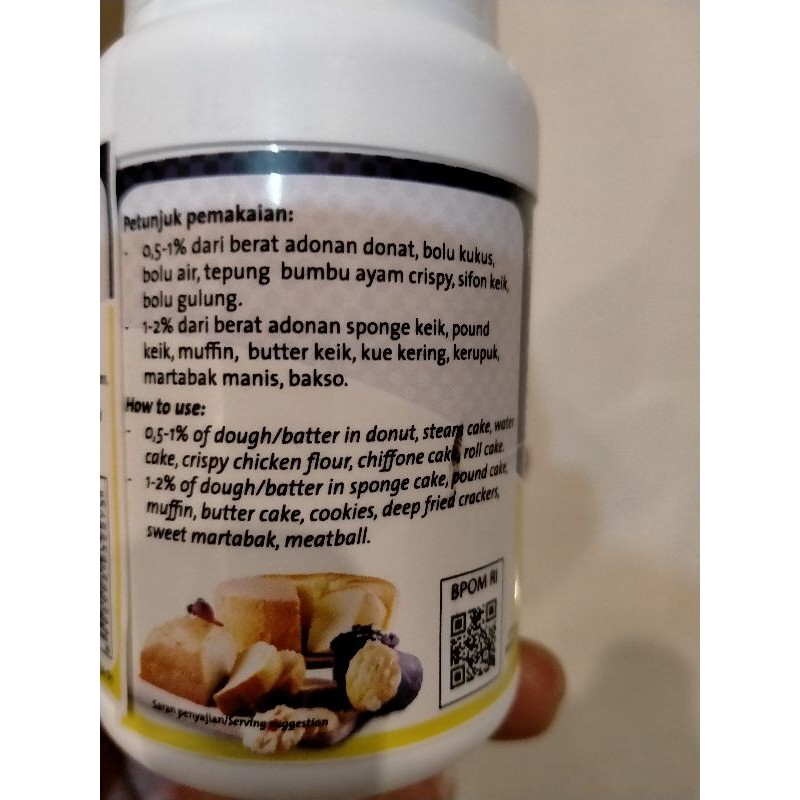 Petunjuk pemakaian:
- 0,5-1% dari berat adonan donat, bolu kukus,
bolu air, tepung bumbu ayam crispy, sifon keik,
bolu gulung.
- 1-2% dari berat adonan sponge keik, pound
keik, muffin, butter keik, kue kering, kerupuk,
martabak manis, bakso.
How to use:
- 0,5-1% of dough/batter in donut, steam cake, water
cake, crispy chicken flour, chiffone cake, roll cake.
- 1-2% of dough/batter in sponge cake, pound cake,
muffin, butter cake, cookies, deep fried crackers,
sweet martabak, meatball.
BPOM RI
Saran penyajian/Serving suggestion